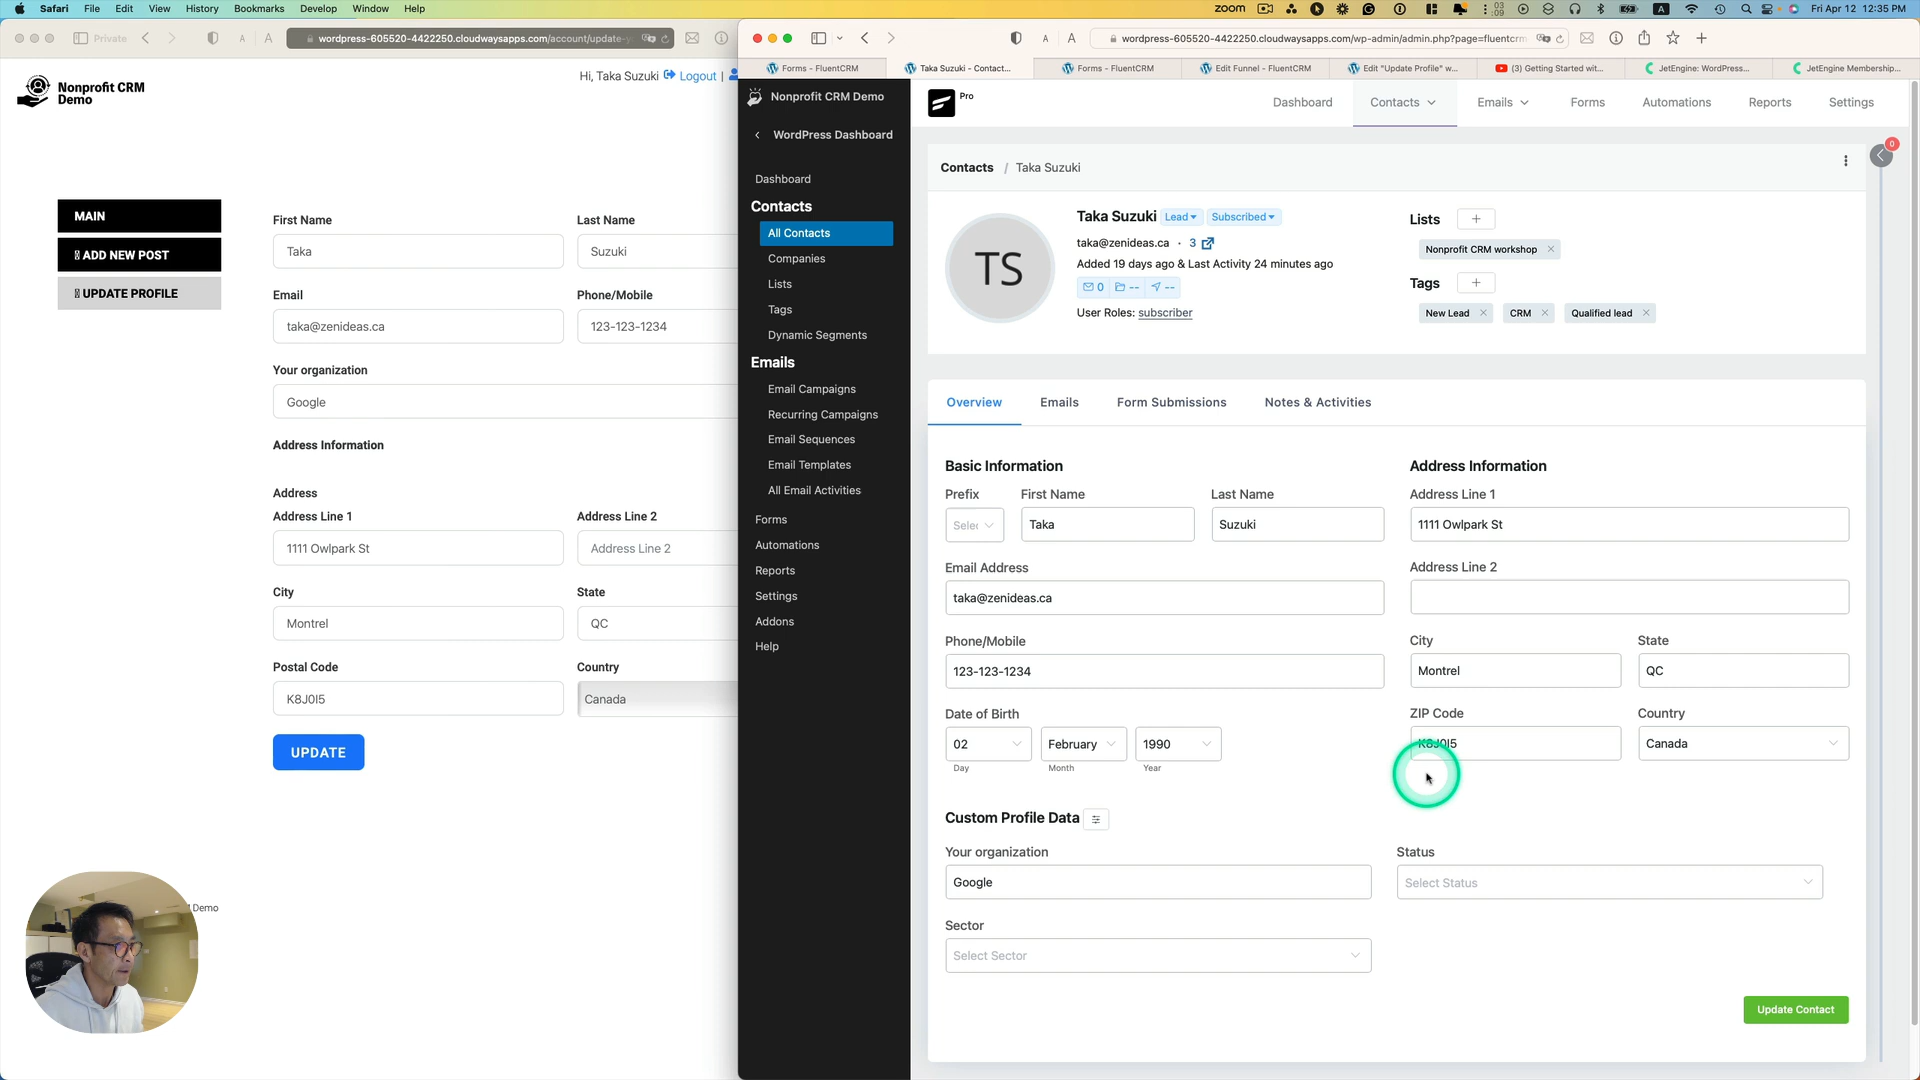 Safari File Edit View History Bookmarks Develop Window Help
zoom
03
:09
A
Fri Apr 12 12:35 PM
Private
A A
wordpress-605520-4422250.cloudwaysapps.com/account/update-y
Nonprofit CRM
Demo
Hi, Taka Suzuki Logout |
MAIN
ADD NEW POST
UPDATE PROFILE
First Name
Last Name
Taka
Suzuki
Email
Phone/Mobile
taka@zenideas.ca
123-123-1234
Your organization
Google
Address Information
Address
Address Line 1
Address Line 2
1111 Owlpark St
Address Line 2
City
State
Montrel
QC
Postal Code
Country
K8J0I5
Canada
UPDATE
Demo
A A
wordpress-605520-4422250.cloudwaysapps.com/wp-admin/admin.php?page=fluentcrm
Forms - FluentCRM
Taka Suzuki - Contact...
Forms - FluentCRM
Edit Funnel - FluentCRM
Edit "Update Profile" w...
(3) Getting Started wit...
JetEngine: WordPress...
JetEngine Membership...
Nonprofit CRM Demo
WordPress Dashboard
Dashboard
Contacts
All Contacts
Companies
Lists
Tags
Dynamic Segments
Emails
Email Campaigns
Recurring Campaigns
Email Sequences
Email Templates
All Email Activities
Forms
Automations
Reports
Settings
Addons
Help
Pro
Dashboard Contacts Emails Forms Automations Reports Settings
0
Contacts / Taka Suzuki
TS
Taka Suzuki Lead Subscribed
taka@zenideas.ca · 3
Added 19 days ago & Last Activity 24 minutes ago
0 -- --
User Roles: subscriber
Lists +
Nonprofit CRM workshop ×
Tags +
New Lead × CRM × Qualified lead ×
Overview Emails Form Submissions Notes & Activities
Basic Information
Prefix First Name Last Name
Selec Taka Suzuki
Email Address
taka@zenideas.ca
Phone/Mobile
123-123-1234
Date of Birth
02 February 1990
Day Month Year
Address Information
Address Line 1
1111 Owlpark St
Address Line 2
City State
Montrel QC
ZIP Code Country
K8J0I5 Canada
Custom Profile Data
Your organization
Status
Google
Select Status
Sector
Select Sector
Update Contact